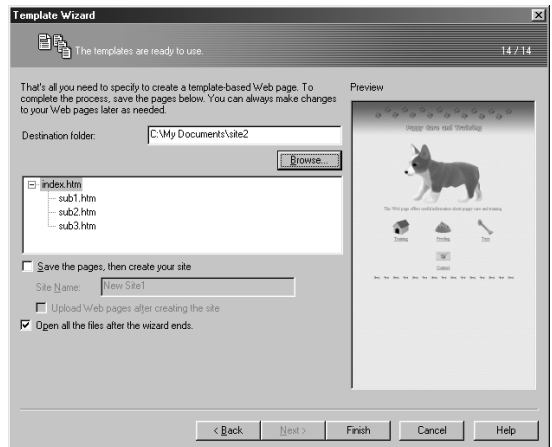 Template Wizard
The templates are ready to use.
14 / 14
That's all you need to specify to create a template-based Web page. To
complete the process, save the pages below. You can always make changes
to your Web pages later as needed.
Preview
Destination folder:
C:\My Documents\site2
Browse...
index.htm
sub1.htm
sub2.htm
sub3.htm
Save the pages, then create your site
Site Name:
New Site1
Upload Web pages after creating the site
Open all the files after the wizard ends.
Puppy Care and Training
Training
Feeding
Toys
Contact
< Back
Next >
Finish
Cancel
Help